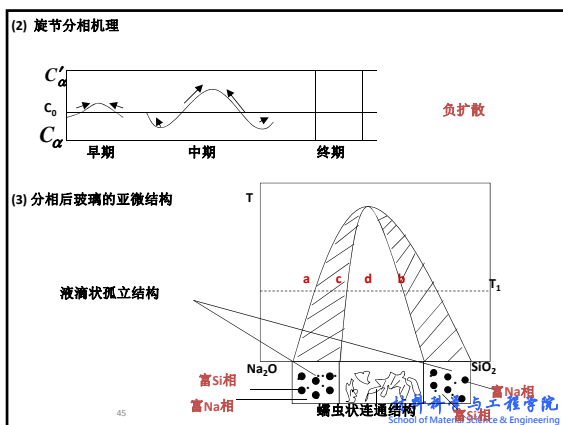 (2) 旋节分相机理
C'α
C0
Cα
早期 中期 终期
负扩散
(3) 分相后玻璃的亚微结构
T
a c d b
T1
液滴状孤立结构
Na2O SiO2
富Si相
富Na相
富Na相
富Si相
蠕虫状连通结构
材料科学与工程学院
School of Material Science & Engineering
45